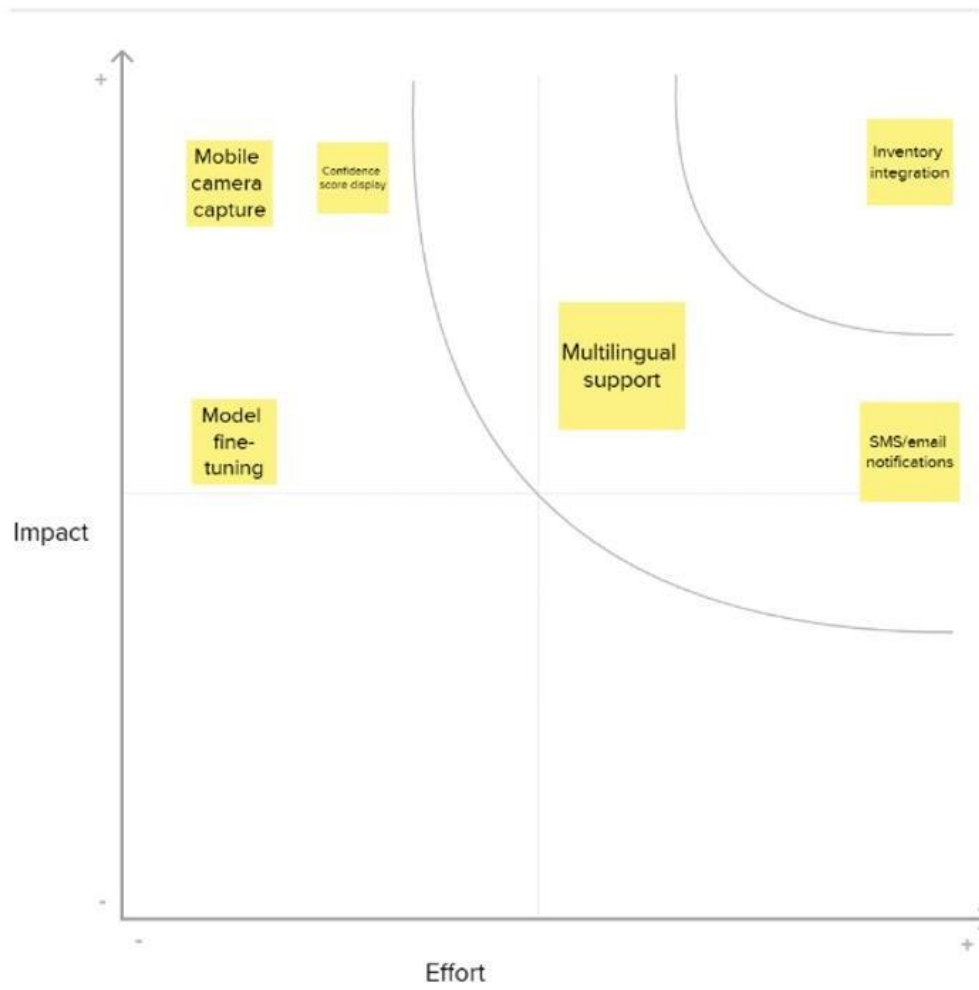 +
Mobile
camera
capture
Confidence
score display
Inventory
integration
Multilingual
support
Model
fine-
tuning
SMS/email
notifications
Impact
-
-
+
Effort